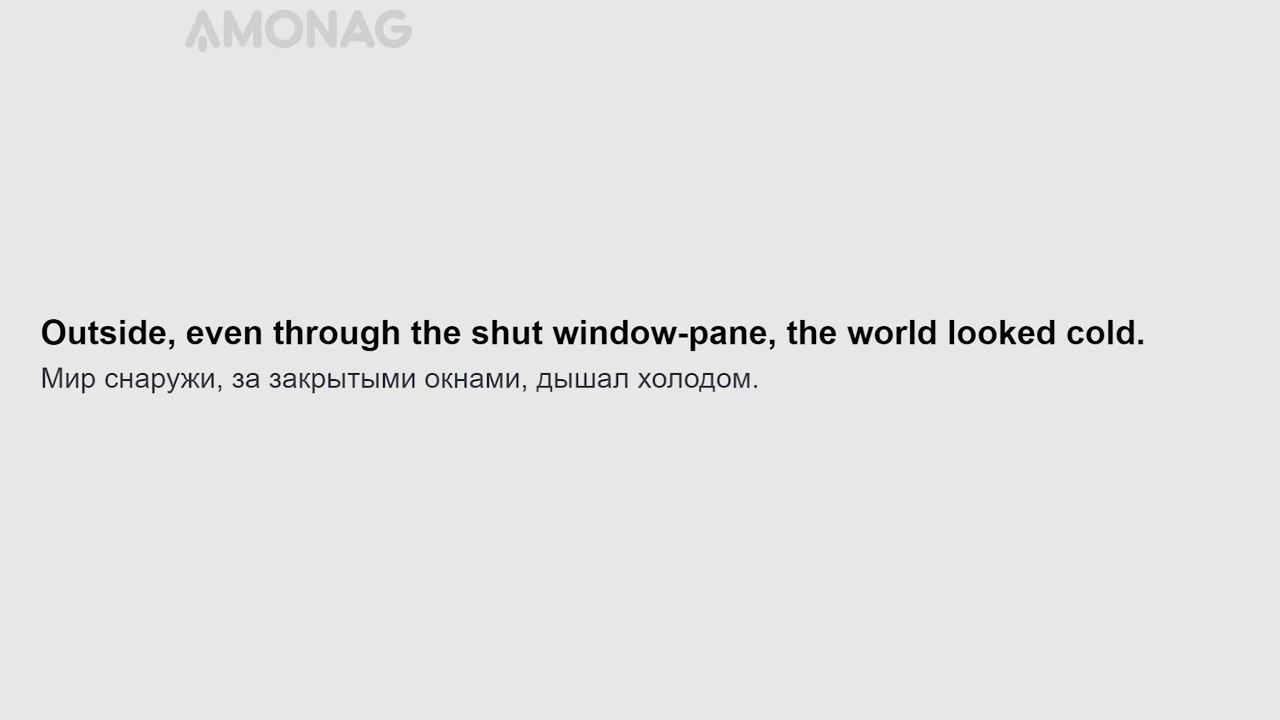 AMONAG
Outside, even through the shut window-pane, the world looked cold.
Мир снаружи, за закрытыми окнами, дышал холодом.